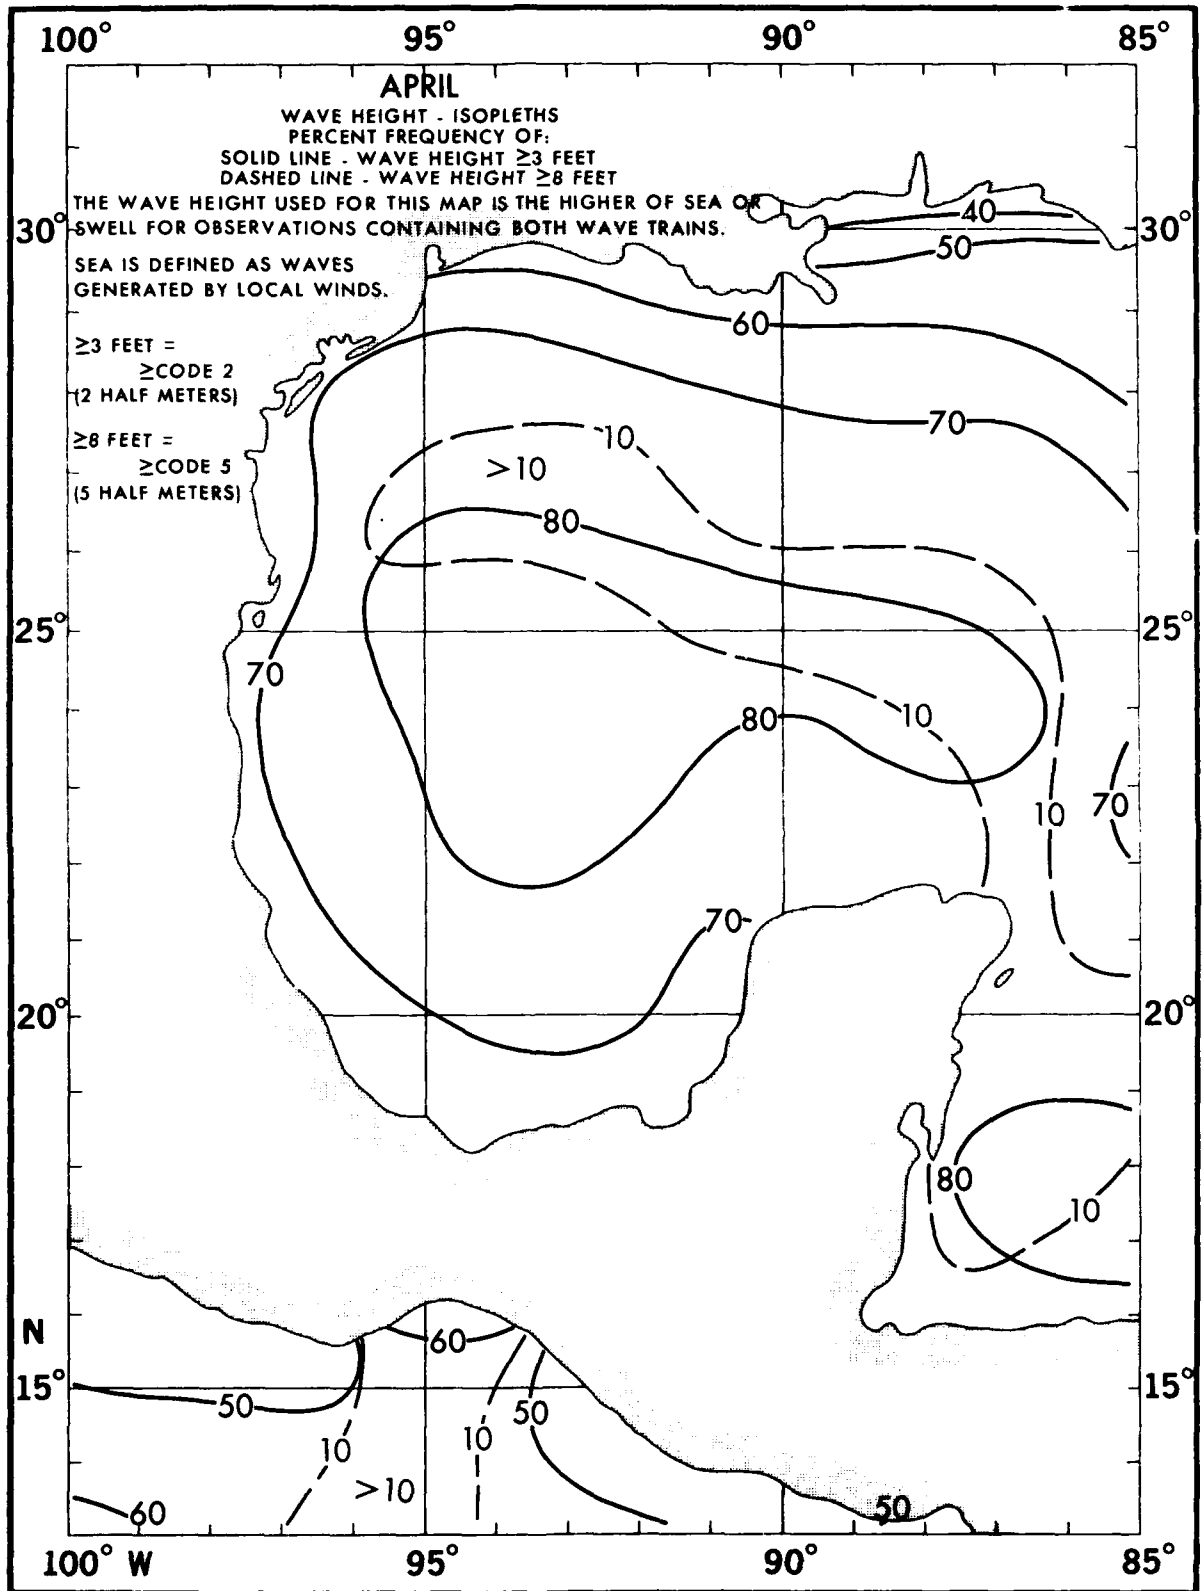 100° 95° 90° 85°
APRIL
WAVE HEIGHT - ISOPLETHS
PERCENT FREQUENCY OF:
SOLID LINE - WAVE HEIGHT ≥3 FEET
DASHED LINE - WAVE HEIGHT ≥8 FEET
THE WAVE HEIGHT USED FOR THIS MAP IS THE HIGHER OF SEA OR
SWELL FOR OBSERVATIONS CONTAINING BOTH WAVE TRAINS.
40
30° 30°
50
SEA IS DEFINED AS WAVES
GENERATED BY LOCAL WINDS.
60
≥3 FEET =
≥CODE 2
(2 HALF METERS)
70
≥8 FEET =
≥CODE 5
(5 HALF METERS)
10
>10
80
25° 25°
70
80 10
10 70
70
20° 20°
80
10
N
60
15° 15°
50 50
10 10
>10
60 50
100° W 95° 90° 85°